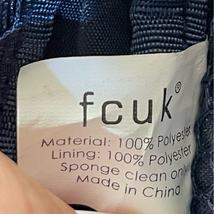 fcuk®
Material: 100% Polyester
Lining: 100% Polyester
Sponge clean only
Made in China